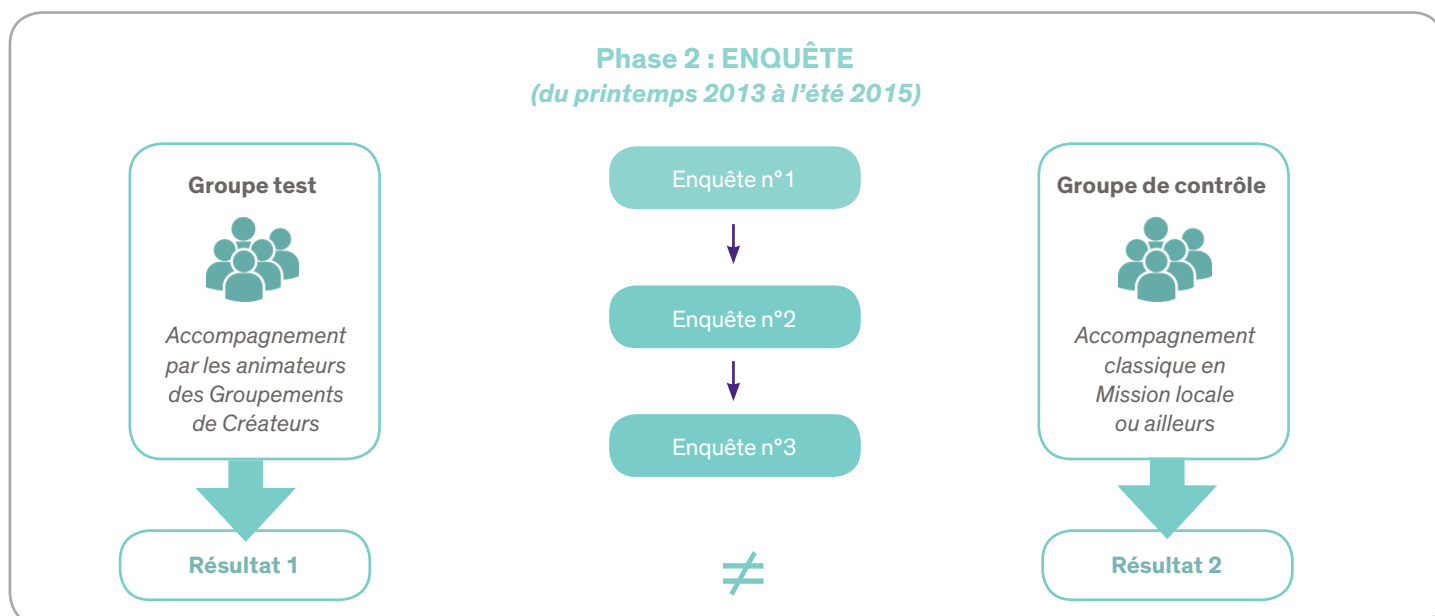 Phase 2 : ENQUÊTE
(du printemps 2013 à l'été 2015)
Groupe test
Accompagnement
par les animateurs
des Groupements
de Créateurs
Résultat 1
Enquête n°1
Enquête n°2
Enquête n°3
≠
Groupe de contrôle
Accompagnement
classique en
Mission locale
ou ailleurs
Résultat 2